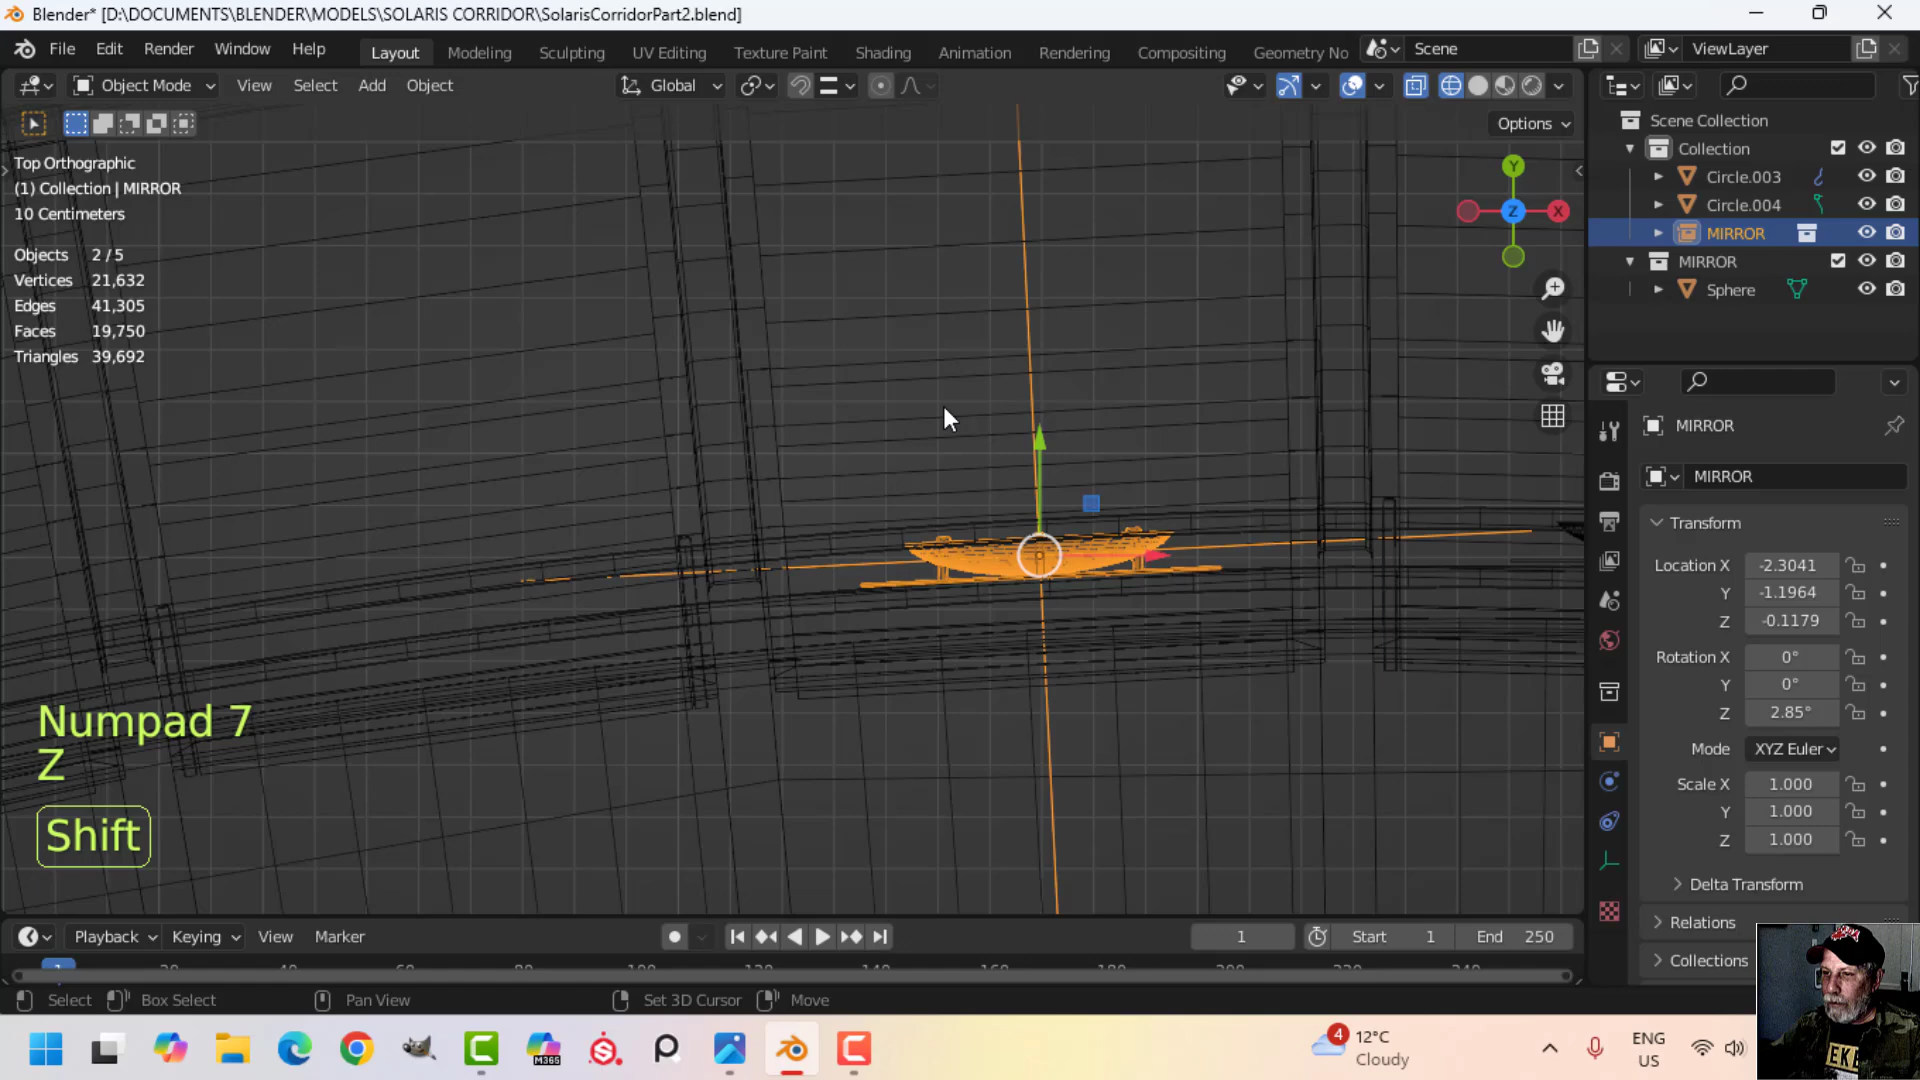 Blender* [D:\DOCUMENTS\BLENDER\MODELS\SOLARIS CORRIDOR\SolarisCorridorPart2.blend]
File Edit Render Window Help Layout Modeling Sculpting UV Editing Texture Paint Shading Animation Rendering Compositing Geometry No Scene ViewLayer
Object Mode View Select Add Object Global
Options
Top Orthographic
(1) Collection | MIRROR
10 Centimeters
Objects 2 / 5
Vertices 21,632
Edges 41,305
Faces 19,750
Triangles 39,692
Y
Z X
Numpad 7
Z
Shift
Scene Collection
Collection
Circle.003
Circle.004
MIRROR
MIRROR
Sphere
MIRROR
MIRROR
Transform
Location X -2.3041
Y -1.1964
Z -0.1179
Rotation X 0°
Y 0°
Z 2.85°
Mode XYZ Euler
Scale X 1.000
Y 1.000
Z 1.000
Delta Transform
Relations
Collections
Playback Keying View Marker 1 Start 1 End 250
Select Box Select Pan View Set 3D Cursor Move
M365
4 12°C
Cloudy
ENG
US